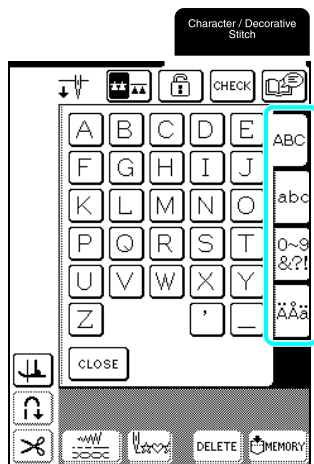 Character / Decorative
Stitch
CHECK
A B C D E
ABC
F G H I J
abc
K L M N O
P Q R S T
0~9
&?!
U V W X Y
ÄÅä
Z ' _
CLOSE
DELETE
MEMORY